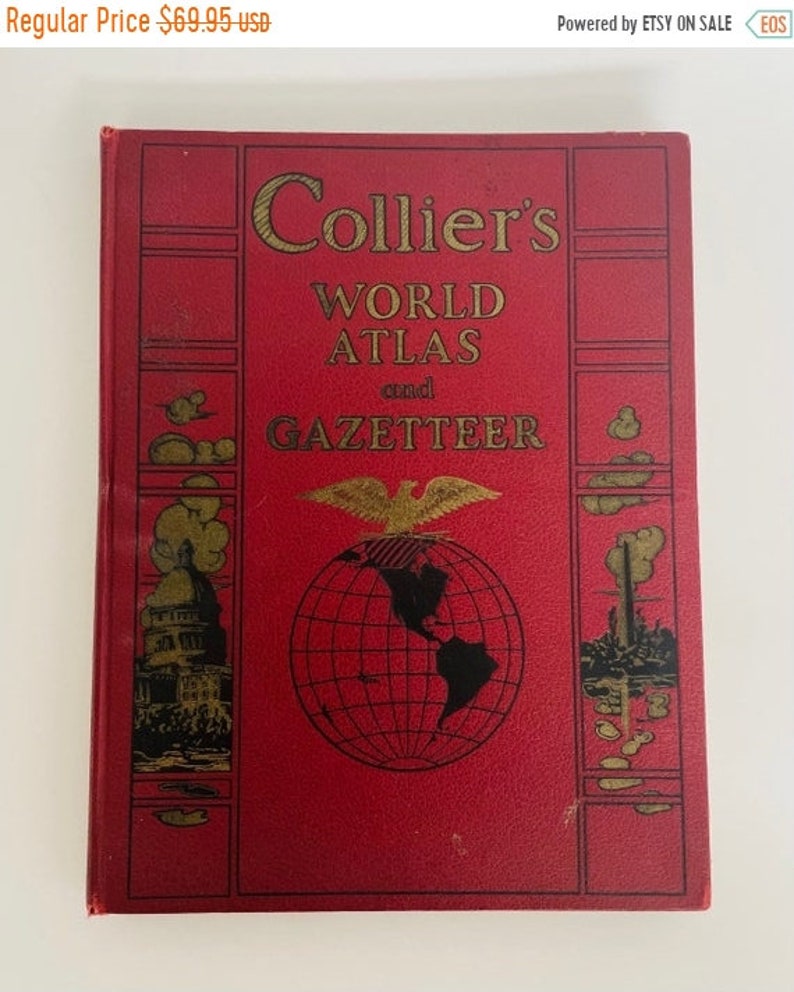 Regular Price $69.95 USD
Powered by ETSY ON SALE
EOS
Collier's
WORLD
ATLAS
and
GAZETTEER